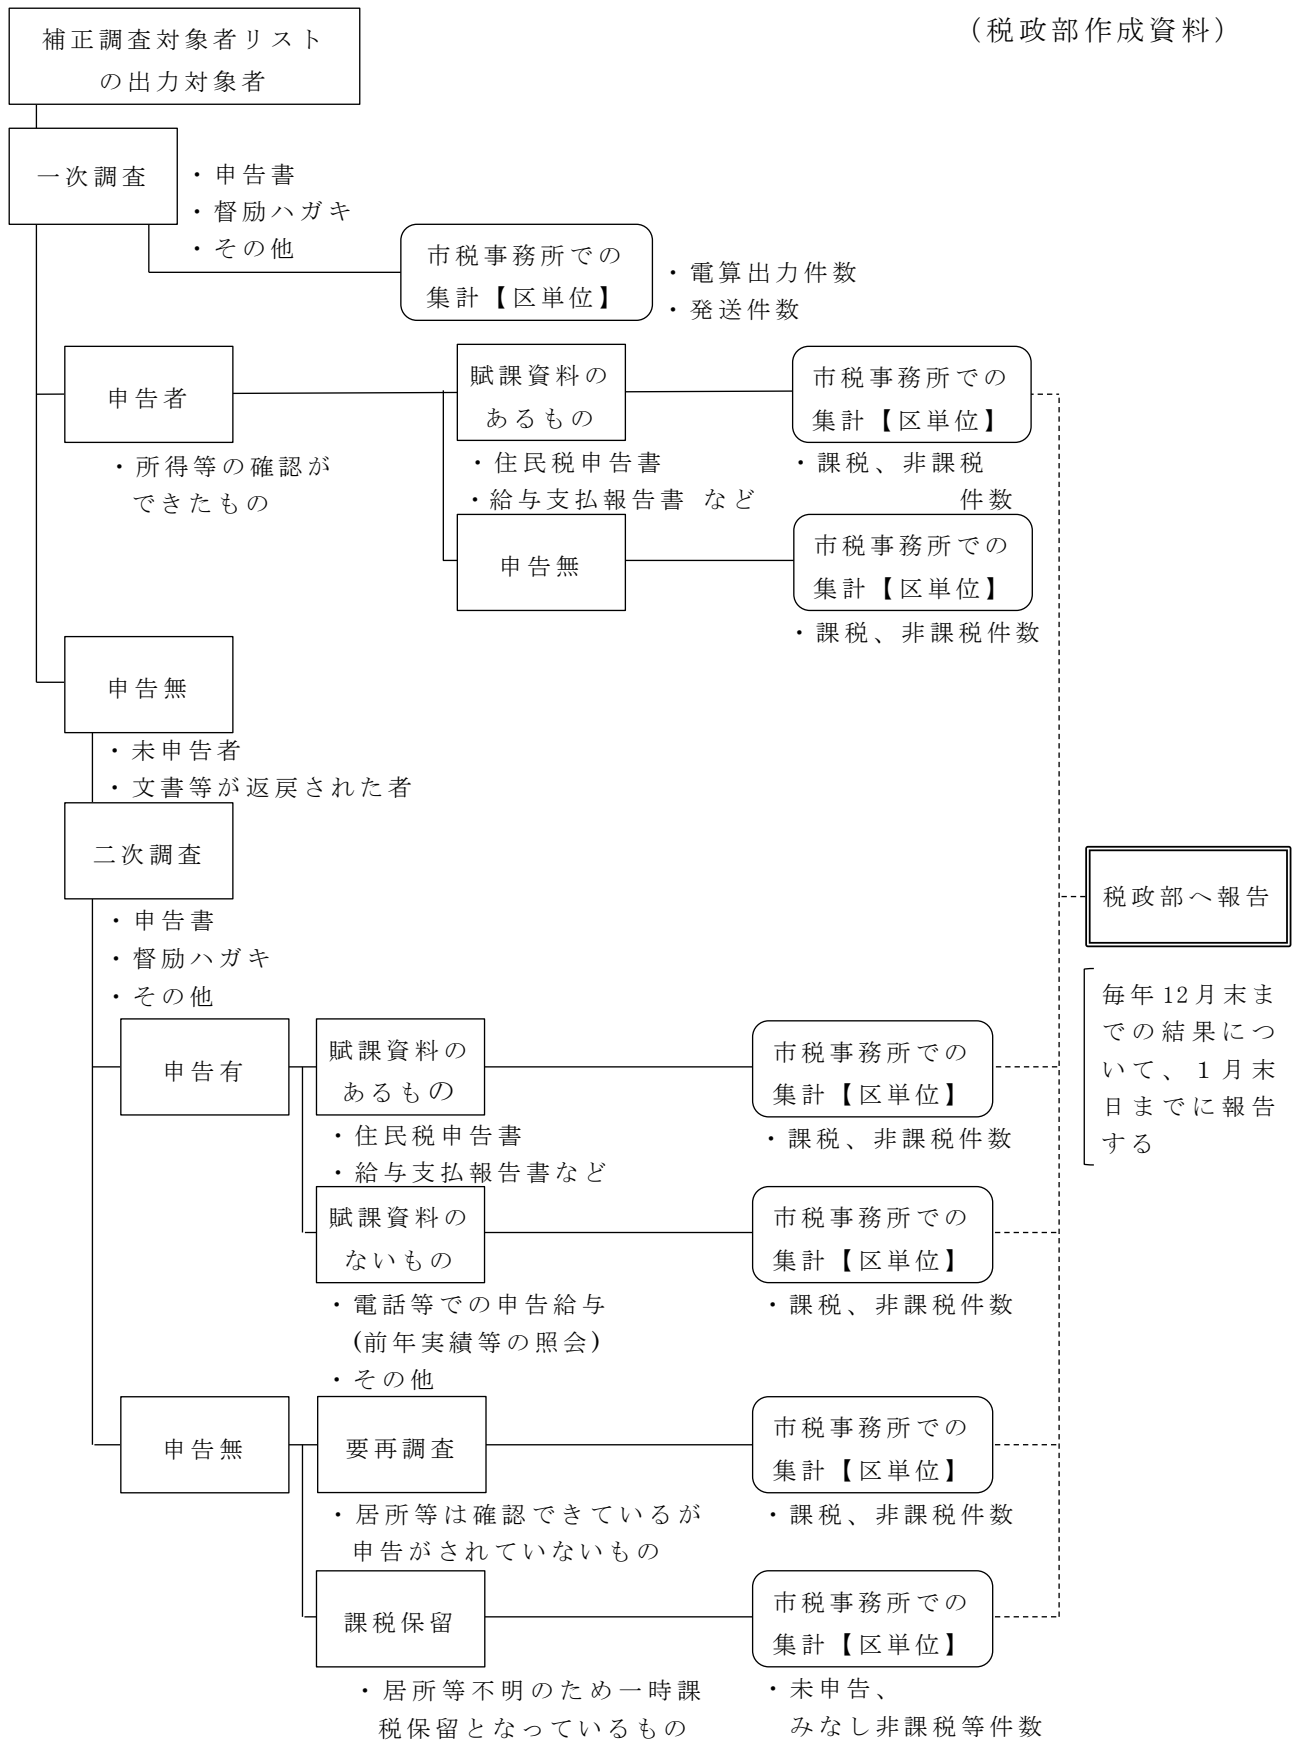 (税政部作成資料)
補正調査対象者リスト
の出力対象者
一次調査
・申告書
・督励ハガキ
・その他
市税事務所での
集計【区単位】
・電算出力件数
・発送件数
申告者
・所得等の確認が
できたもの
賦課資料の
あるもの
・住民税申告書
・給与支払報告書 など
市税事務所での
集計【区単位】
・課税、非課税
件数
申告無
市税事務所での
集計【区単位】
・課税、非課税件数
申告無
・未申告者
・文書等が返戻された者
二次調査
・申告書
・督励ハガキ
・その他
税政部へ報告
毎年12月末ま
での結果につ
いて、１月末
日までに報告
する
申告有
賦課資料の
あるもの
・住民税申告書
・給与支払報告書など
市税事務所での
集計【区単位】
・課税、非課税件数
賦課資料の
ないもの
・電話等での申告給与
(前年実績等の照会)
・その他
市税事務所での
集計【区単位】
・課税、非課税件数
申告無
要再調査
・居所等は確認できているが
申告がされていないもの
市税事務所での
集計【区単位】
・課税、非課税件数
課税保留
・居所等不明のため一時課
税保留となっているもの
市税事務所での
集計【区単位】
・未申告、
みなし非課税等件数